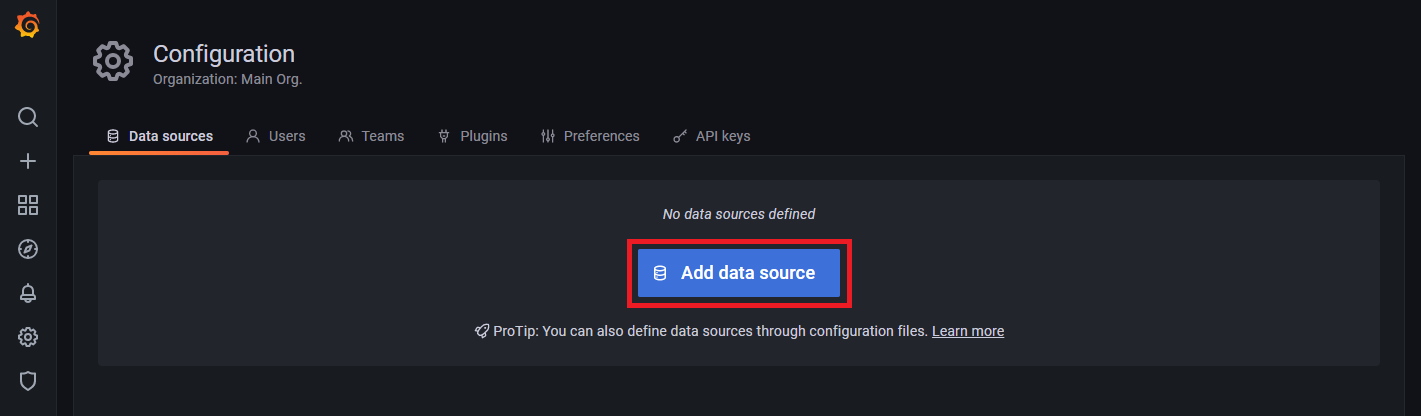 Configuration
Organization: Main Org.
Data sources Users Teams Plugins Preferences API keys
No data sources defined
Add data source
ProTip: You can also define data sources through configuration files. Learn more